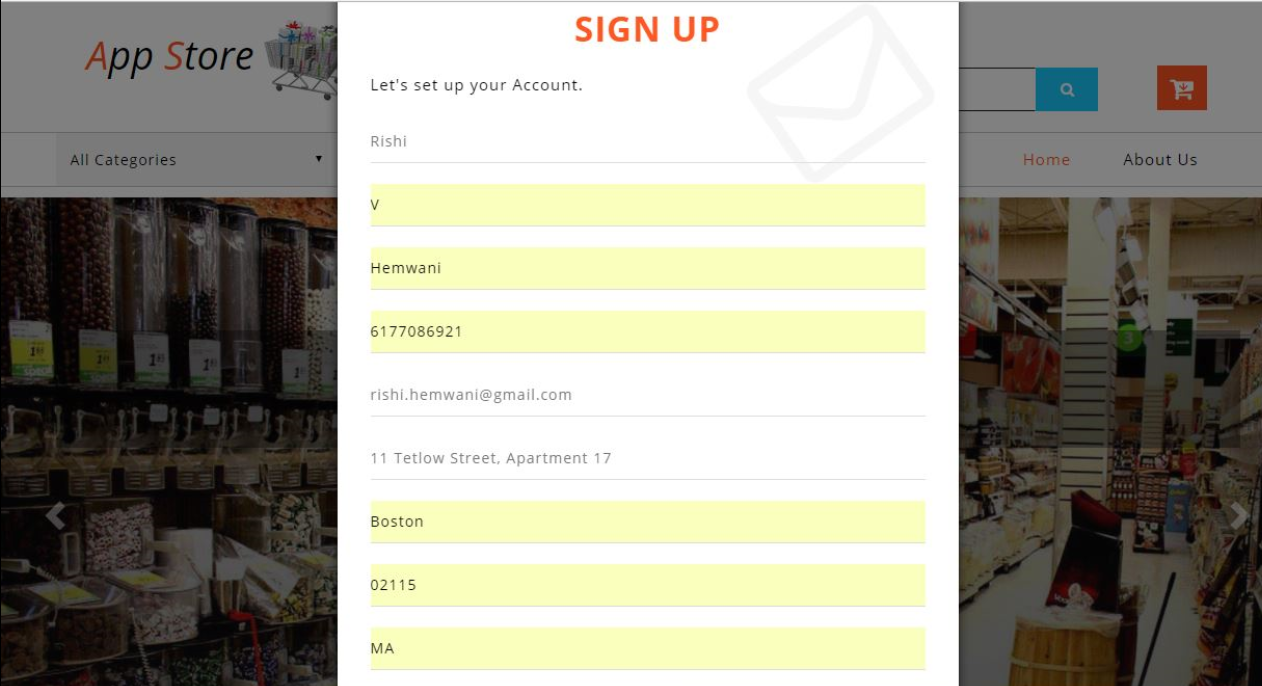 SIGN UP
App Store
Let's set up your Account.
Rishi
All Categories
Home
About Us
V
Hemwani
6177086921
rishi.hemwani@gmail.com
11 Tetlow Street, Apartment 17
Boston
02115
MA
3